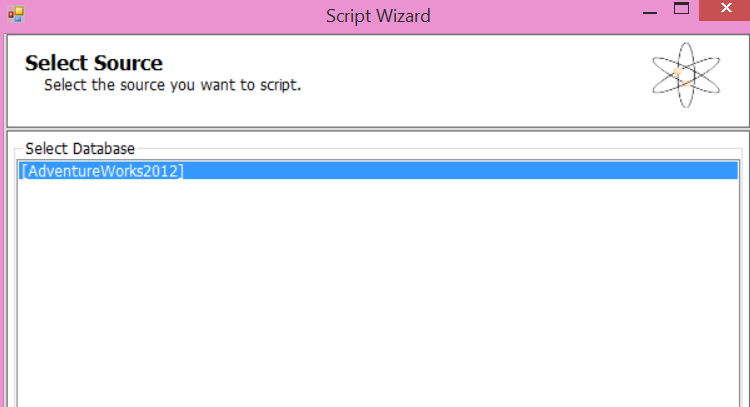 Script Wizard
Select Source
Select the source you want to script.
Select Database
[AdventureWorks2012]